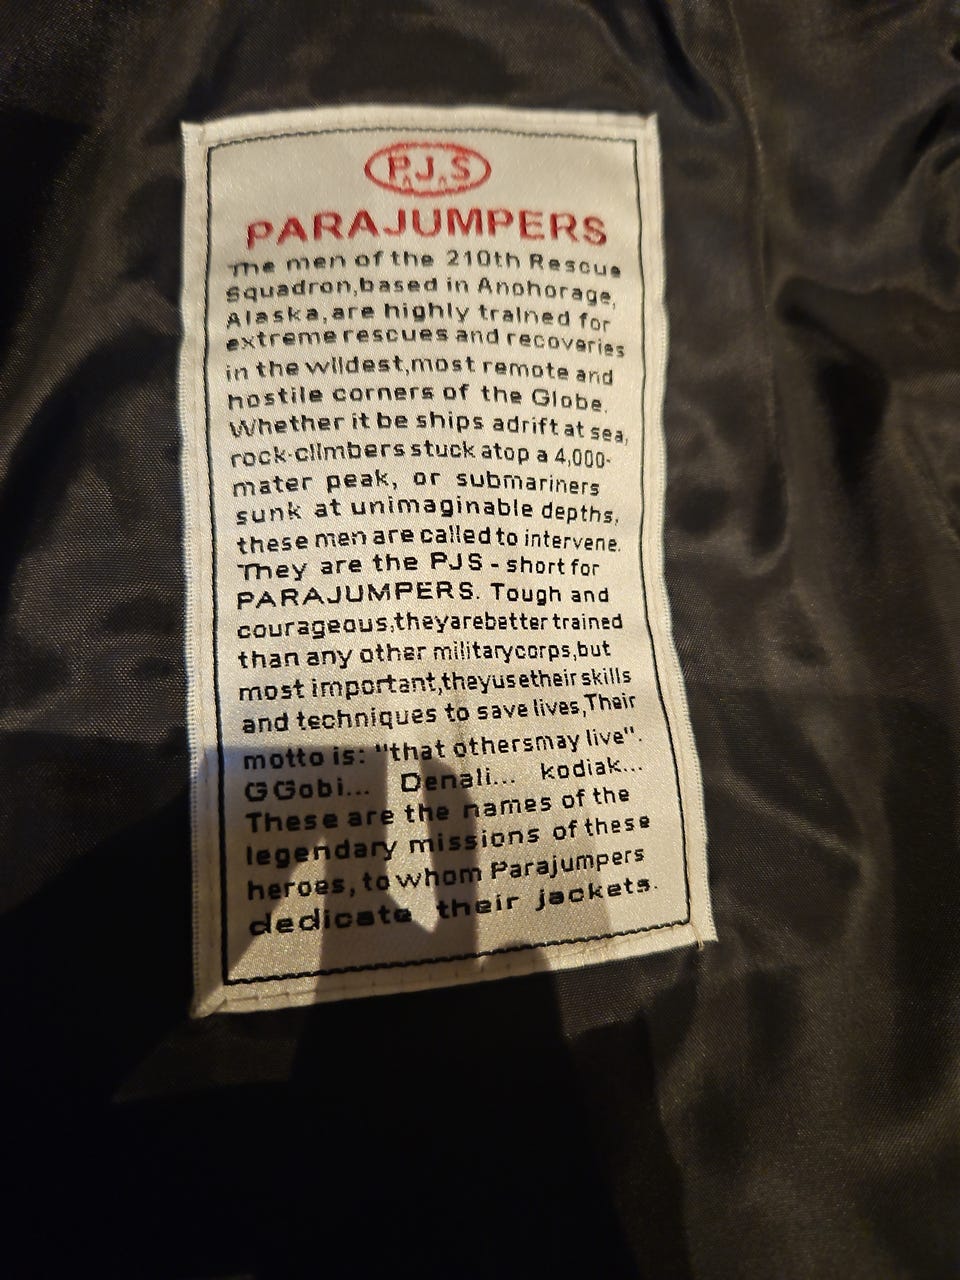 P.J.S
PARAJUMPERS
The men of the 210th Rescue
Squadron,based in Anohorage,
Alaska,are highly trained for
extreme rescues and recoveries
in the wildest,most remote and
hostile corners of the Globe.
Whether it be ships adrift at sea,
rock-climbers stuck atop a 4,000-
mater peak, or submariners
sunk at unimaginable depths,
these men are called to intervene.
They are the PJS - short for
PARAJUMPERS. Tough and
courageous,theyarebetter trained
than any other militarycorps,but
most important,theyusetheir skills
and techniques to save lives,Their
motto is: "that othersmay live".
GGobi... Denali... kodiak...
These are the names of the
legendary missions of these
heroes, to whom Parajumpers
dedicate their jackets.